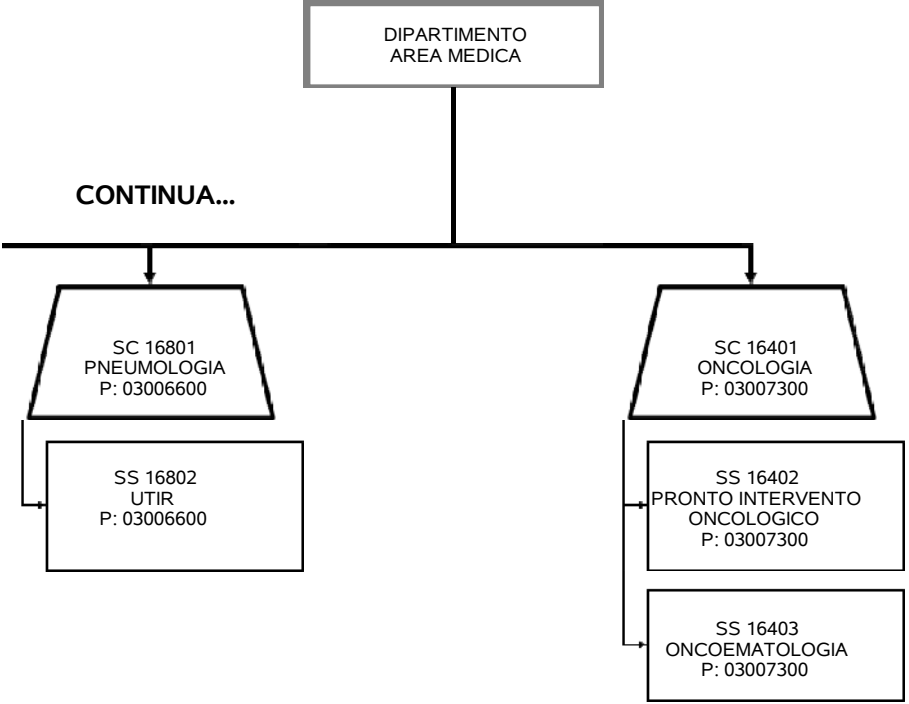 DIPARTIMENTO
AREA MEDICA
CONTINUA...
SC 16801
PNEUMOLOGIA
P: 03006600
SC 16401
ONCOLOGIA
P: 03007300
SS 16802
UTIR
P: 03006600
SS 16402
PRONTO INTERVENTO
ONCOLOGICO
P: 03007300
SS 16403
ONCOEMATOLOGIA
P: 03007300